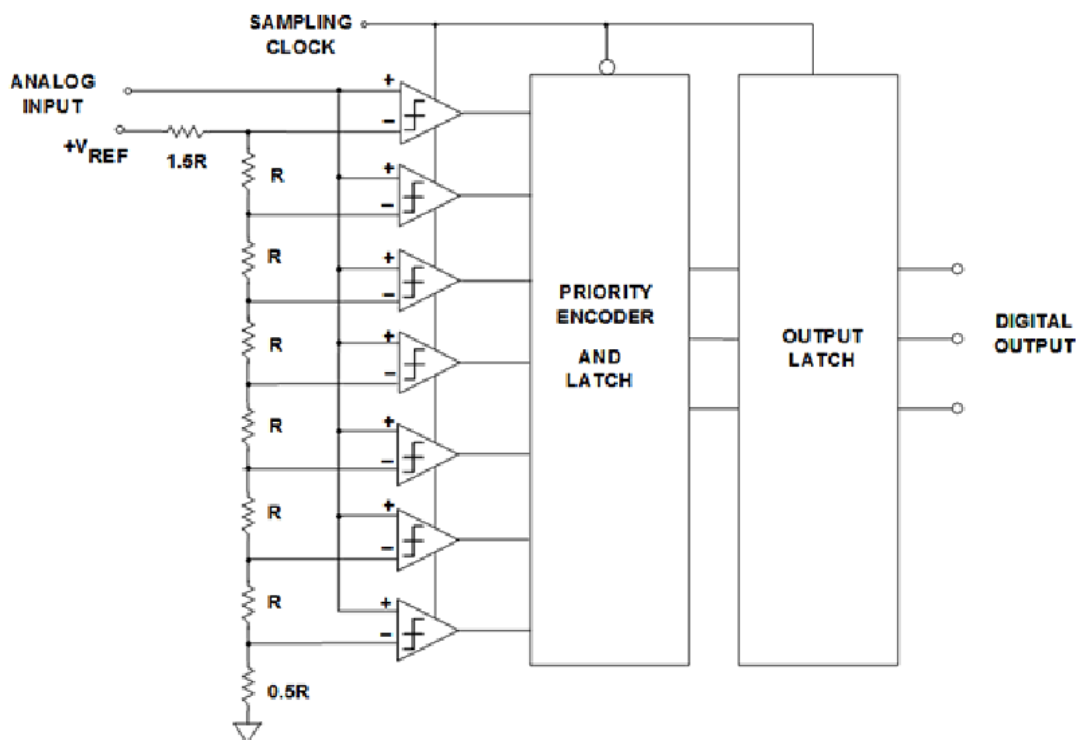 SAMPLING
CLOCK
ANALOG
INPUT
+VREF
1.5R
+
−
R
+
−
R
+
−
R
+
−
R
+
−
R
+
−
R
+
−
0.5R
PRIORITY
ENCODER
AND
LATCH
OUTPUT
LATCH
DIGITAL
OUTPUT